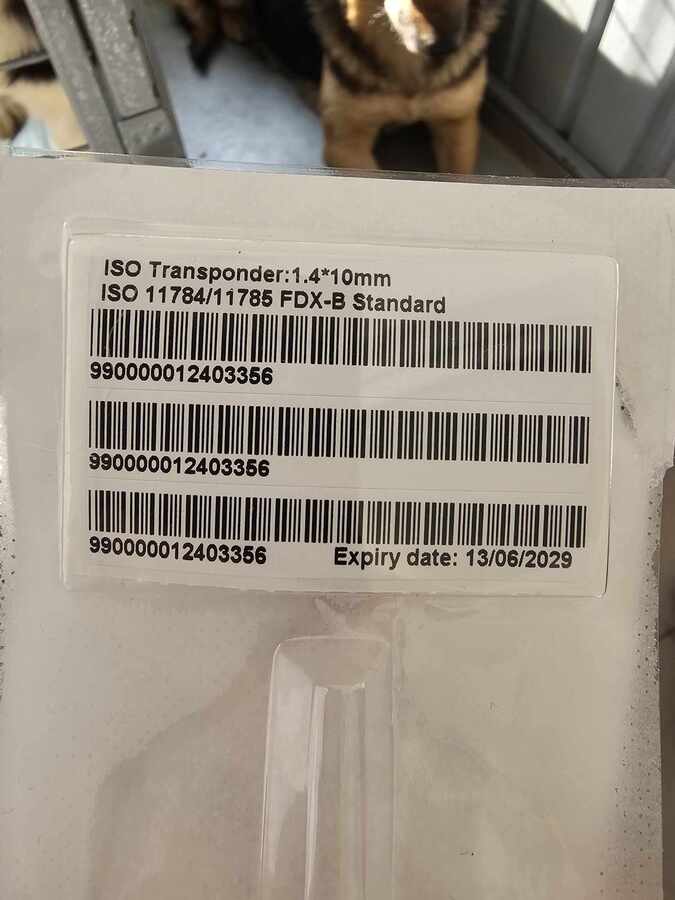 ISO Transponder:1.4*10mm
ISO 11784/11785 FDX-B Standard
990000012403356
990000012403356
990000012403356 Expiry date: 13/06/2029